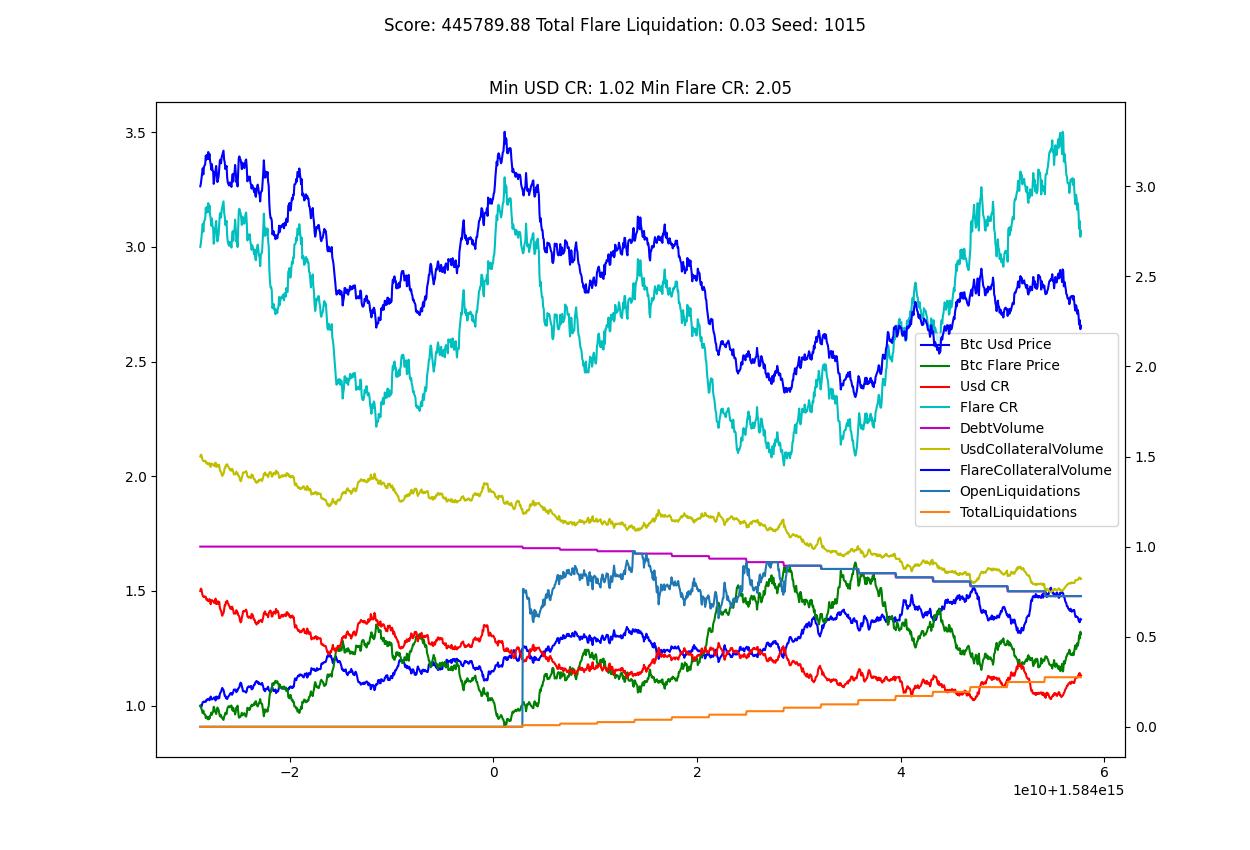 Score: 445789.88 Total Flare Liquidation: 0.03 Seed: 1015
Min USD CR: 1.02 Min Flare CR: 2.05
3.5
3.0
2.5
2.0
1.5
1.0
3.0
2.5
2.0
1.5
1.0
0.5
0.0
Btc Usd Price
Btc Flare Price
Usd CR
Flare CR
DebtVolume
UsdCollateralVolume
FlareCollateralVolume
OpenLiquidations
TotalLiquidations
−2 0 2 4 6
1e10+1.584e15